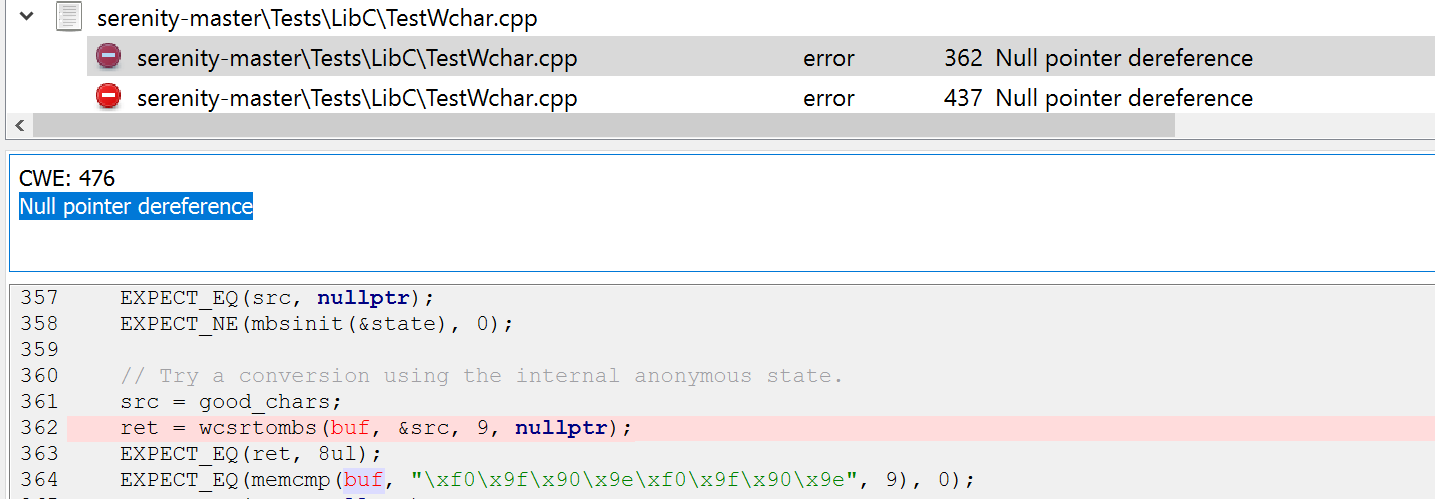 serenity-master\Tests\LibC\TestWchar.cpp
serenity-master\Tests\LibC\TestWchar.cpp error 362 Null pointer dereference
serenity-master\Tests\LibC\TestWchar.cpp error 437 Null pointer dereference
CWE: 476
Null pointer dereference
357 EXPECT_EQ(src, nullptr);
358 EXPECT_NE(mbsinit(&state), 0);
359
360 // Try a conversion using the internal anonymous state.
361 src = good_chars;
362 ret = wcsrtombs(buf, &src, 9, nullptr);
363 EXPECT_EQ(ret, 8ul);
364 EXPECT_EQ(memcmp(buf, "\xf0\x9f\x90\x9e\xf0\x9f\x90\x9e", 9), 0);